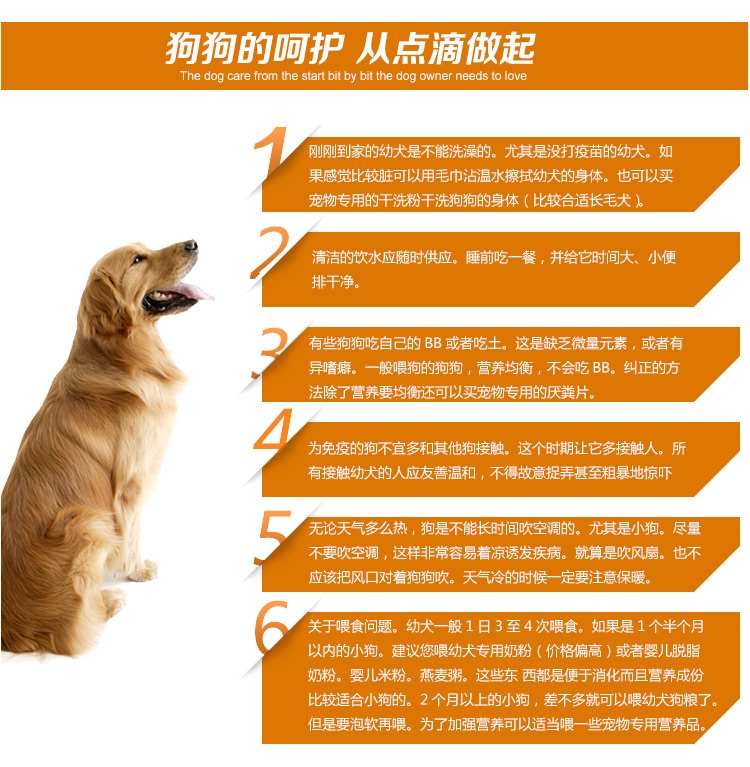 狗狗的呵护 从点滴做起
The dog care from the start bit by bit the dog owner needs to love
1
刚刚到家的幼犬是不能洗澡的。尤其是没打疫苗的幼犬。如
果感觉比较脏可以用毛巾沾温水擦拭幼犬的身体。也可以买
宠物专用的干洗粉干洗狗狗的身体（比较合适长毛犬）。
2
清洁的饮水应随时供应。睡前吃一餐，并给它时间大、小便
排干净。
3
有些狗狗吃自己的 BB 或者吃土。这是缺乏微量元素，或者有
异嗜癖。一般喂狗的狗狗，营养均衡，不会吃 BB。纠正的方
法除了营养要均衡还可以买宠物专用的厌粪片。
4
为免疫的狗不宜多和其他狗接触。这个时期让它多接触人。所
有接触幼犬的人应友善温和，不得故意捉弄甚至粗暴地惊吓
5
无论天气多么热，狗是不能长时间吹空调的。尤其是小狗。尽量
不要吹空调，这样非常容易着凉诱发疾病。就算是吹风扇。也不
应该把风口对着狗狗吹。天气冷的时候一定要注意保暖。
6
关于喂食问题。幼犬一般 1 日 3 至 4 次喂食。如果是 1 个半个月
以内的小狗。建议您喂幼犬专用奶粉（价格偏高）或者婴儿脱脂
奶粉。婴儿米粉。燕麦粥。这些东 西都是便于消化而且营养成份
比较适合小狗的。2 个月以上的小狗，差不多就可以喂幼犬狗粮了。
但是要泡软再喂。为了加强营养可以适当喂一些宠物专用营养品。